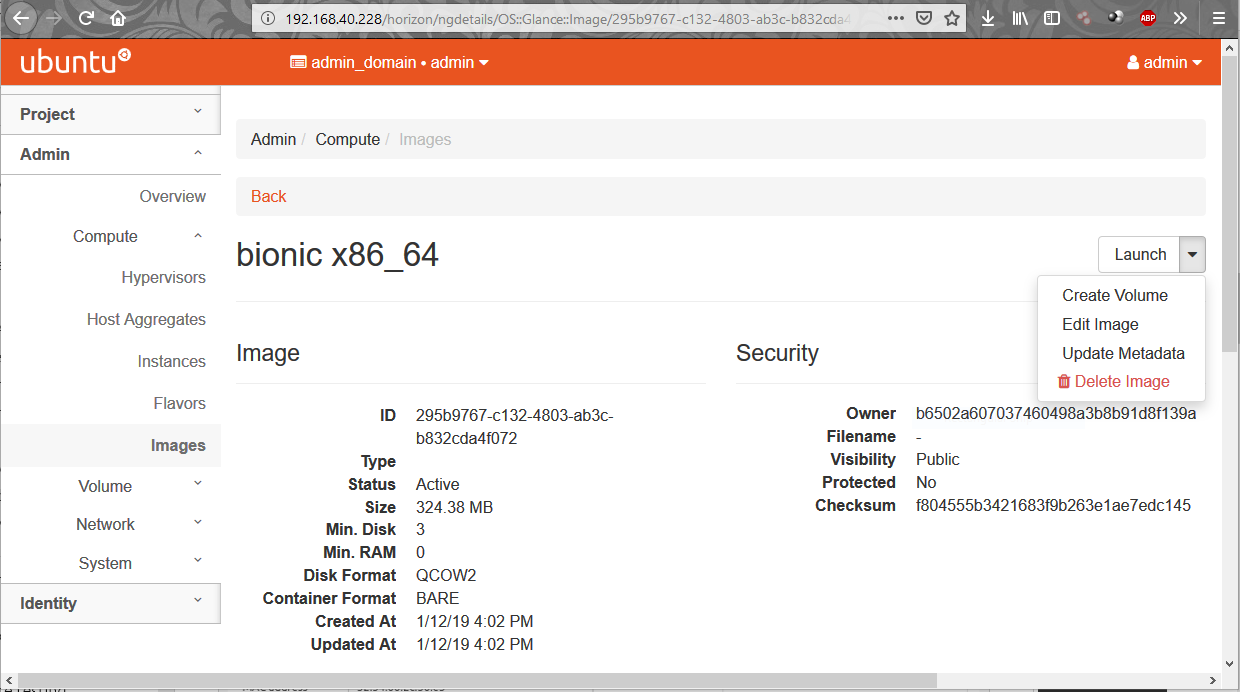 192.168.40.228/horizon/ngdetails/OS::Glance::Image/295b9767-c132-4803-ab3c-b832cda4
ABP
ubuntu
admin_domain • admin
admin
Project
Admin
Overview
Compute
Hypervisors
Host Aggregates
Instances
Flavors
Images
Volume
Network
System
Identity
Admin / Compute / Images
Back
bionic x86_64
Launch
Create Volume
Edit Image
Update Metadata
Delete Image
Image
ID 295b9767-c132-4803-ab3c-
b832cda4f072
Type
Status Active
Size 324.38 MB
Min. Disk 3
Min. RAM 0
Disk Format QCOW2
Container Format BARE
Created At 1/12/19 4:02 PM
Updated At 1/12/19 4:02 PM
Security
Owner b6502a607037460498a3b8b91d8f139a
Filename -
Visibility Public
Protected No
Checksum f804555b3421683f9b263e1ae7edc145